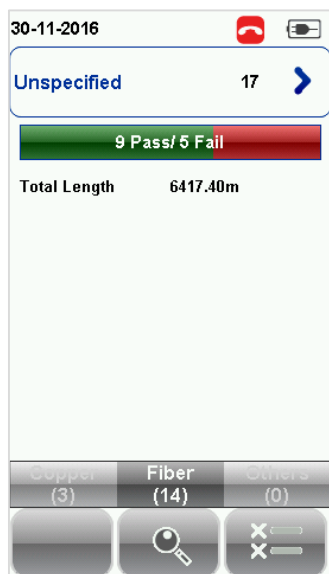 30-11-2016
Unspecified 17
9 Pass/ 5 Fail
Total Length 6417.40m
Copper Fiber Others
(3) (14) (0)